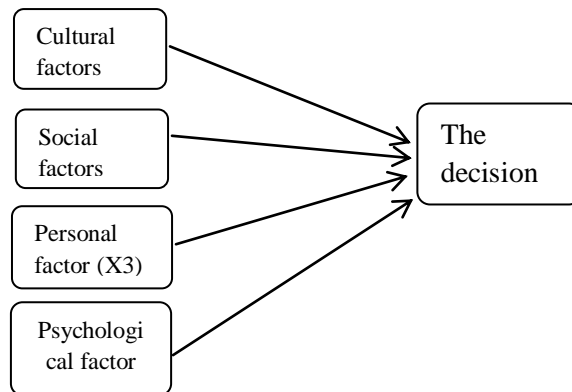 Cultural
factors
Social
factors
Personal
factor (X3)
Psychologi
cal factor
The
decision